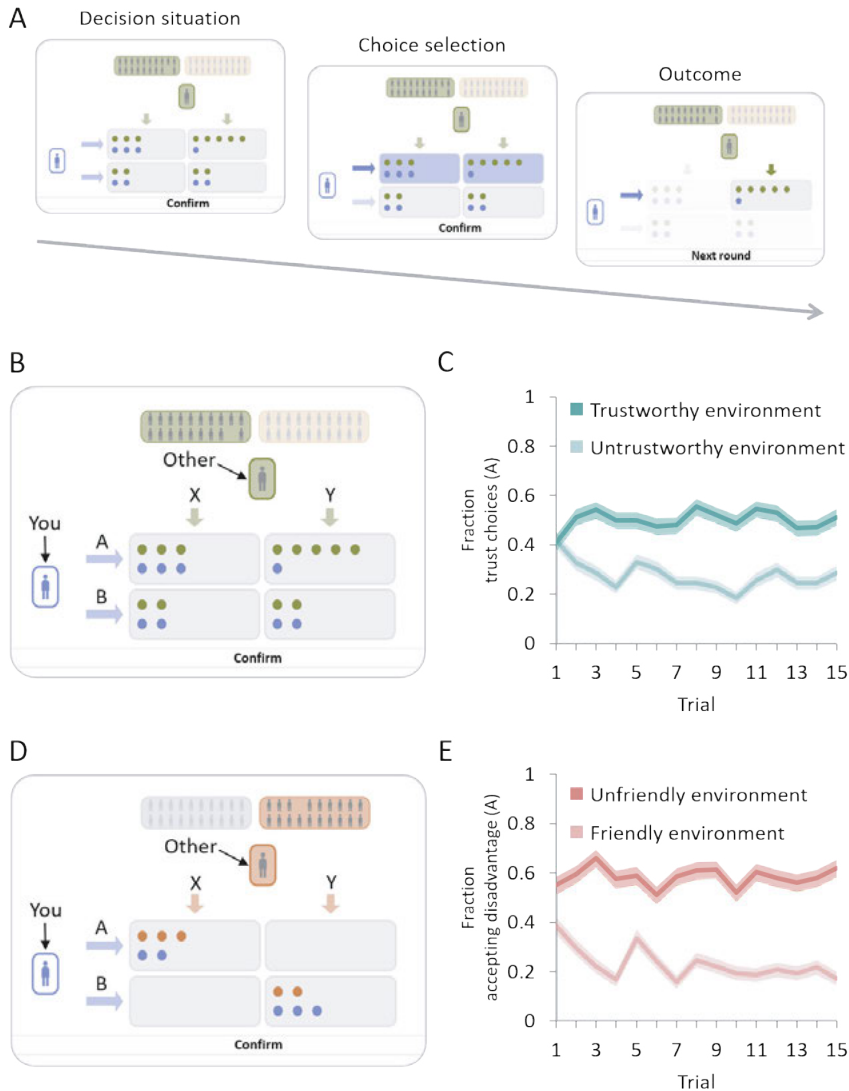 A
Decision situation
Choice selection
Outcome
Confirm
Confirm
Next round
B
Other
X Y
You
A
B
Confirm
C
1
0.8
0.6
0.4
0.2
0
Fraction
trust choices (A)
Trustworthy environment
Untrustworthy environment
1 3 5 7 9 11 13 15
Trial
D
Other
X Y
You
A
B
Confirm
E
1
0.8
0.6
0.4
0.2
0
Fraction
accepting disadvantage (A)
Unfriendly environment
Friendly environment
1 3 5 7 9 11 13 15
Trial